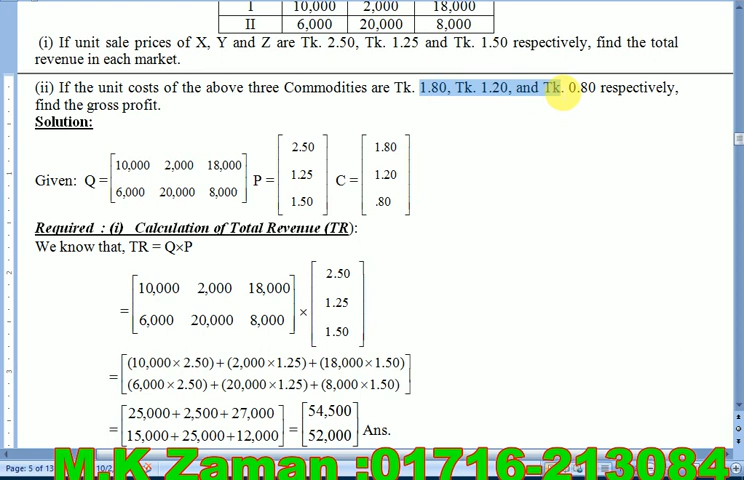 I 10,000 2,000 18,000
II 6,000 20,000 8,000
(i) If unit sale prices of X, Y and Z are Tk. 2.50, Tk. 1.25 and Tk. 1.50 respectively, find the total
revenue in each market.
(ii) If the unit costs of the above three Commodities are Tk. 1.80, Tk. 1.20, and Tk. 0.80 respectively,
find the gross profit.
Solution:
Given: Q = [10,000 2,000 18,000
6,000 20,000 8,000] P = [2.50
1.25
1.50] C = [1.80
1.20
.80]
Required : (i) Calculation of Total Revenue (TR):
We know that, TR = Q×P
= [10,000 2,000 18,000
6,000 20,000 8,000] × [2.50
1.25
1.50]
= [(10,000×2.50)+(2,000×1.25)+(18,000×1.50)
(6,000×2.50)+(20,000×1.25)+(8,000×1.50)]
= [25,000+2,500+27,000
15,000+25,000+12,000] = [54,500
52,000] Ans.
Page: 5 of 13
M.K Zaman :01716-213084